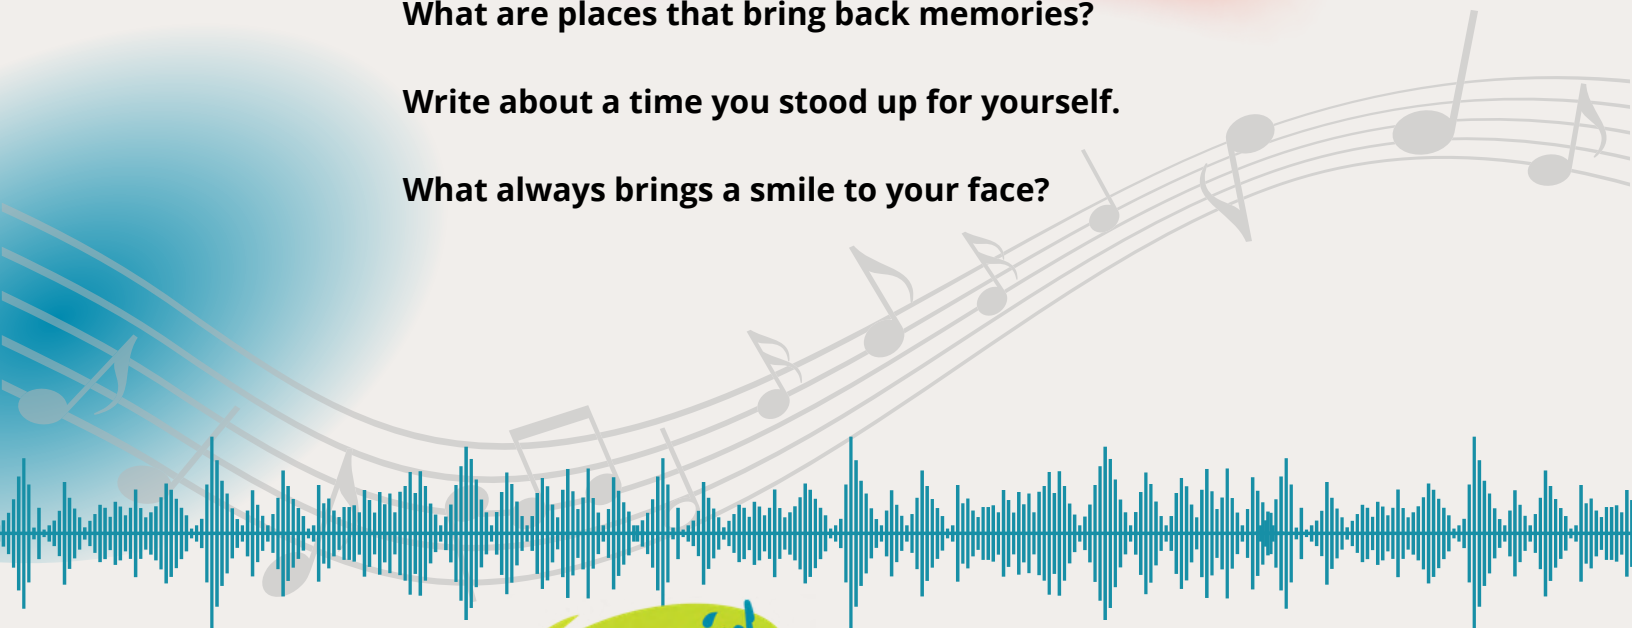 What are places that bring back memories?
Write about a time you stood up for yourself.
What always brings a smile to your face?